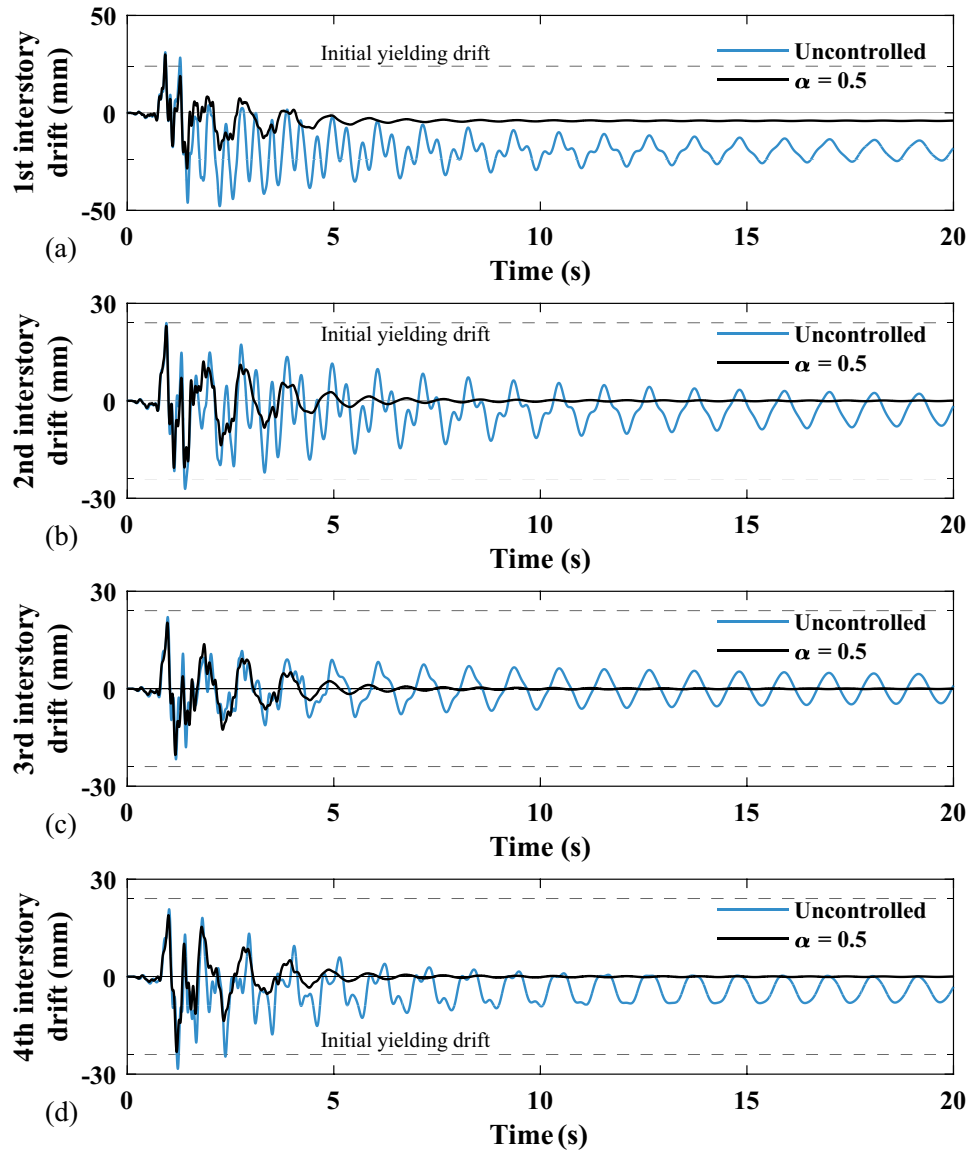 1st interstory
drift (mm)
50
0
-50
Initial yielding drift
Uncontrolled
α = 0.5
0
5
10
15
20
(a)
Time (s)
2nd interstory
drift (mm)
30
0
-30
Initial yielding drift
Uncontrolled
α = 0.5
0
5
10
15
20
(b)
Time (s)
3rd interstory
drift (mm)
30
0
-30
Uncontrolled
α = 0.5
0
5
10
15
20
(c)
Time (s)
4th interstory
drift (mm)
30
0
-30
Uncontrolled
α = 0.5
Initial yielding drift
0
5
10
15
20
(d)
Time (s)